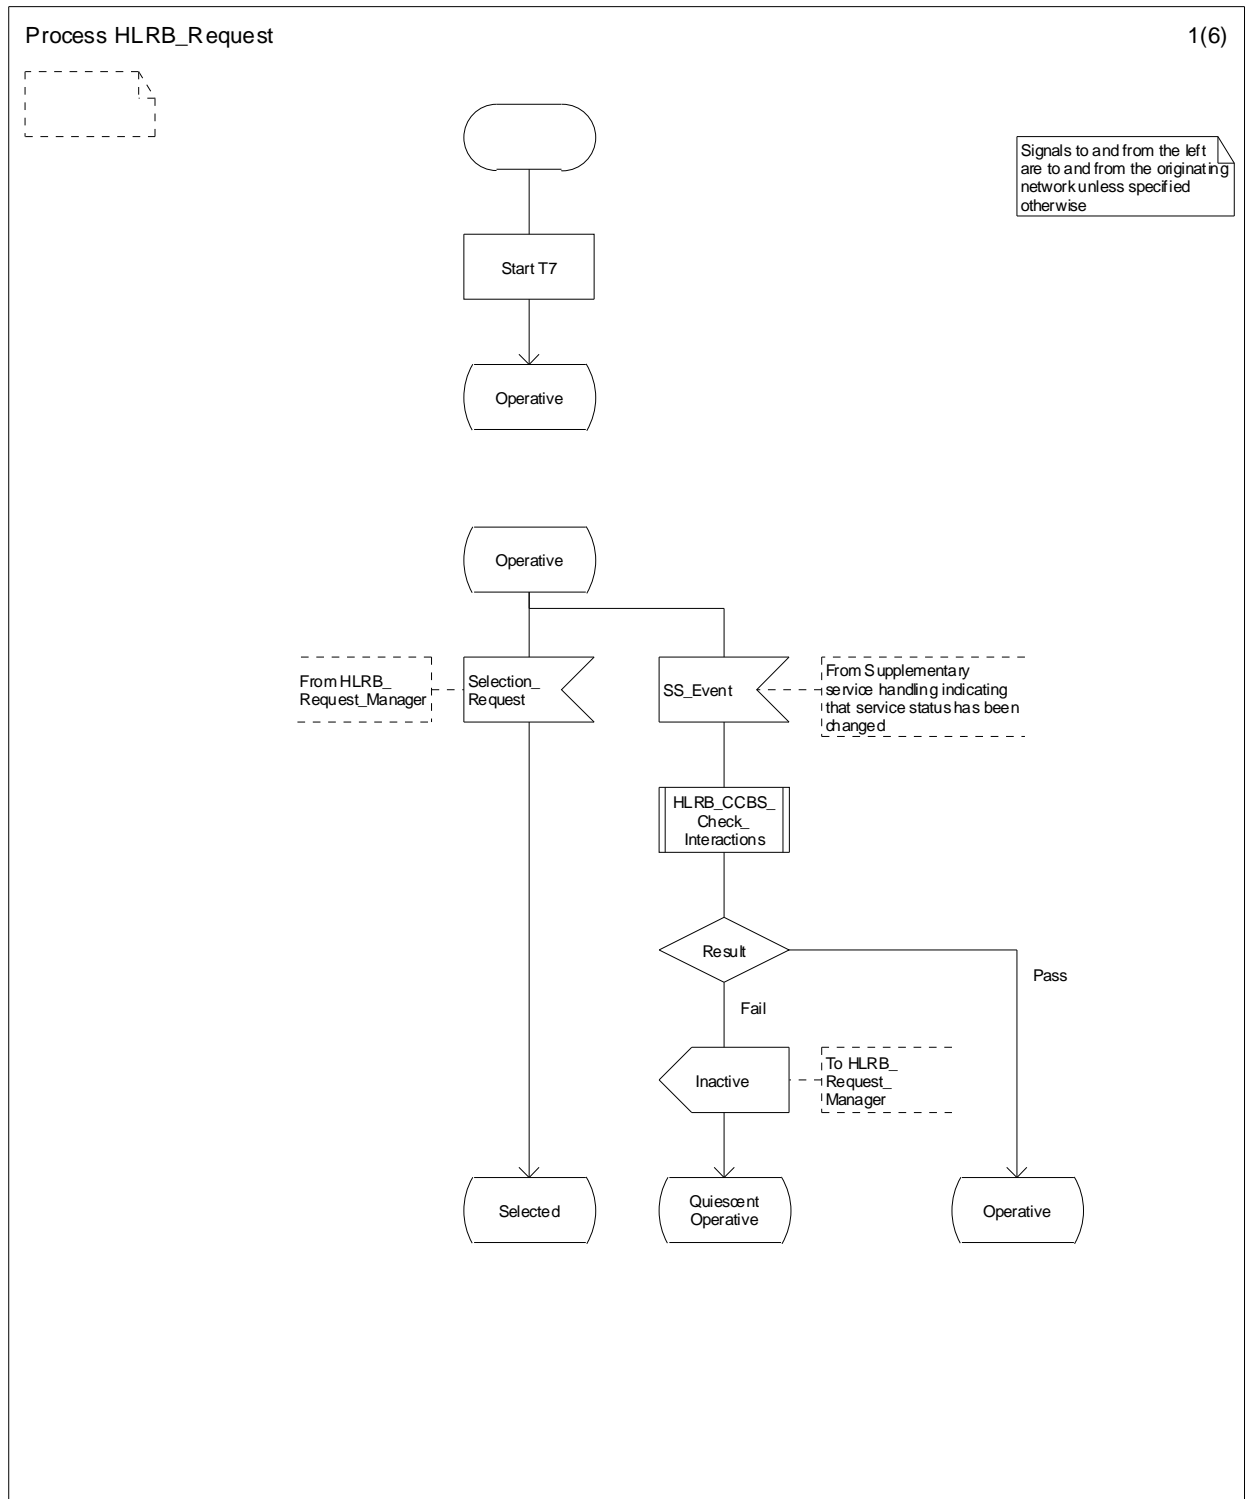 Process HLRB_Request
1(6)
Signals to and from the left
are to and from the originating
network unless specified
otherwise
Start T7
Operative
Operative
From HLRB_
Request_Manager
Selection_
Request
SS_Event
From Supplementary
service handling indicating
that service status has been
changed
HLRB_CCBS_
Check_
Interactions
Result
Pass
Fail
Inactive
To HLRB_
Request_
Manager
Selected
Quiescent
Operative
Operative